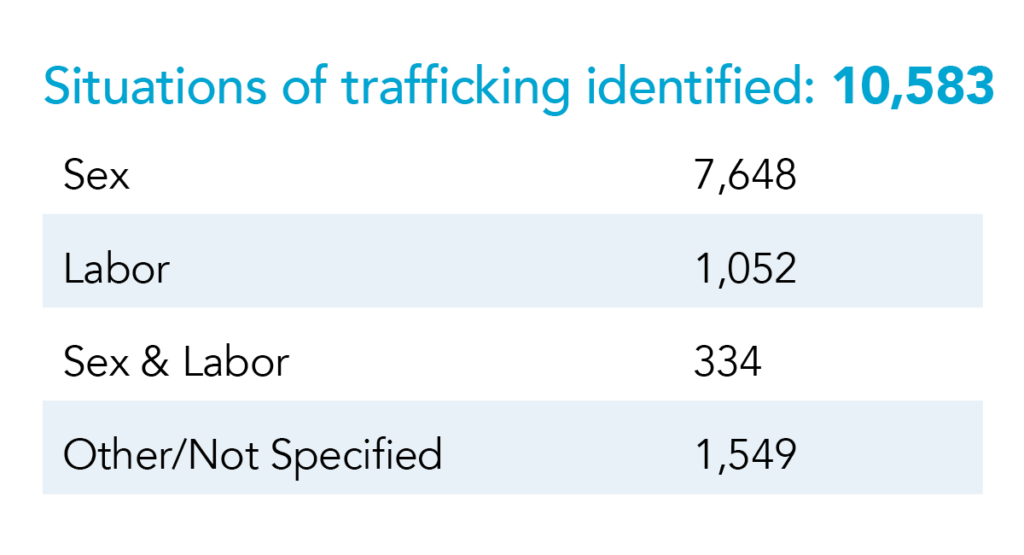 Situations of trafficking identified: 10,583
Sex 7,648
Labor 1,052
Sex & Labor 334
Other/Not Specified 1,549